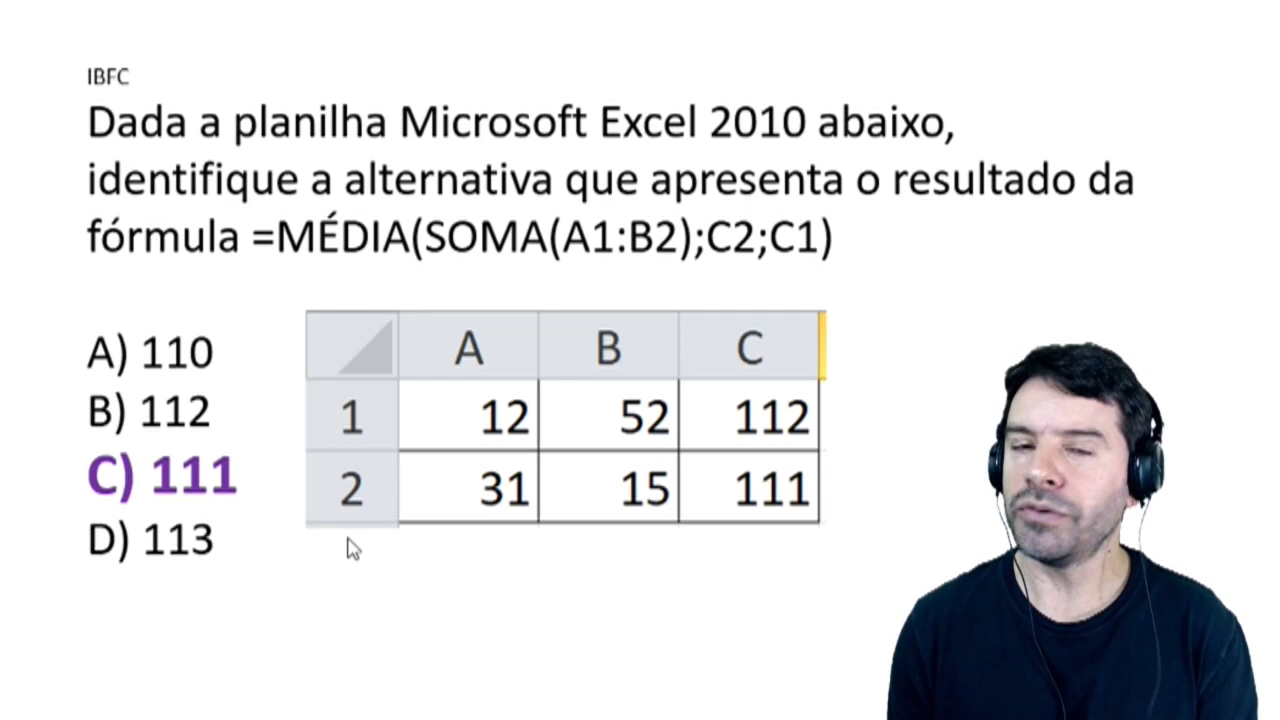 IBFC
Dada a planilha Microsoft Excel 2010 abaixo,
identifique a alternativa que apresenta o resultado da
fórmula =MÉDIA(SOMA(A1:B2);C2;C1)
A) 110
B) 112
C) 111
D) 113
A B C
1 12 52 112
2 31 15 111